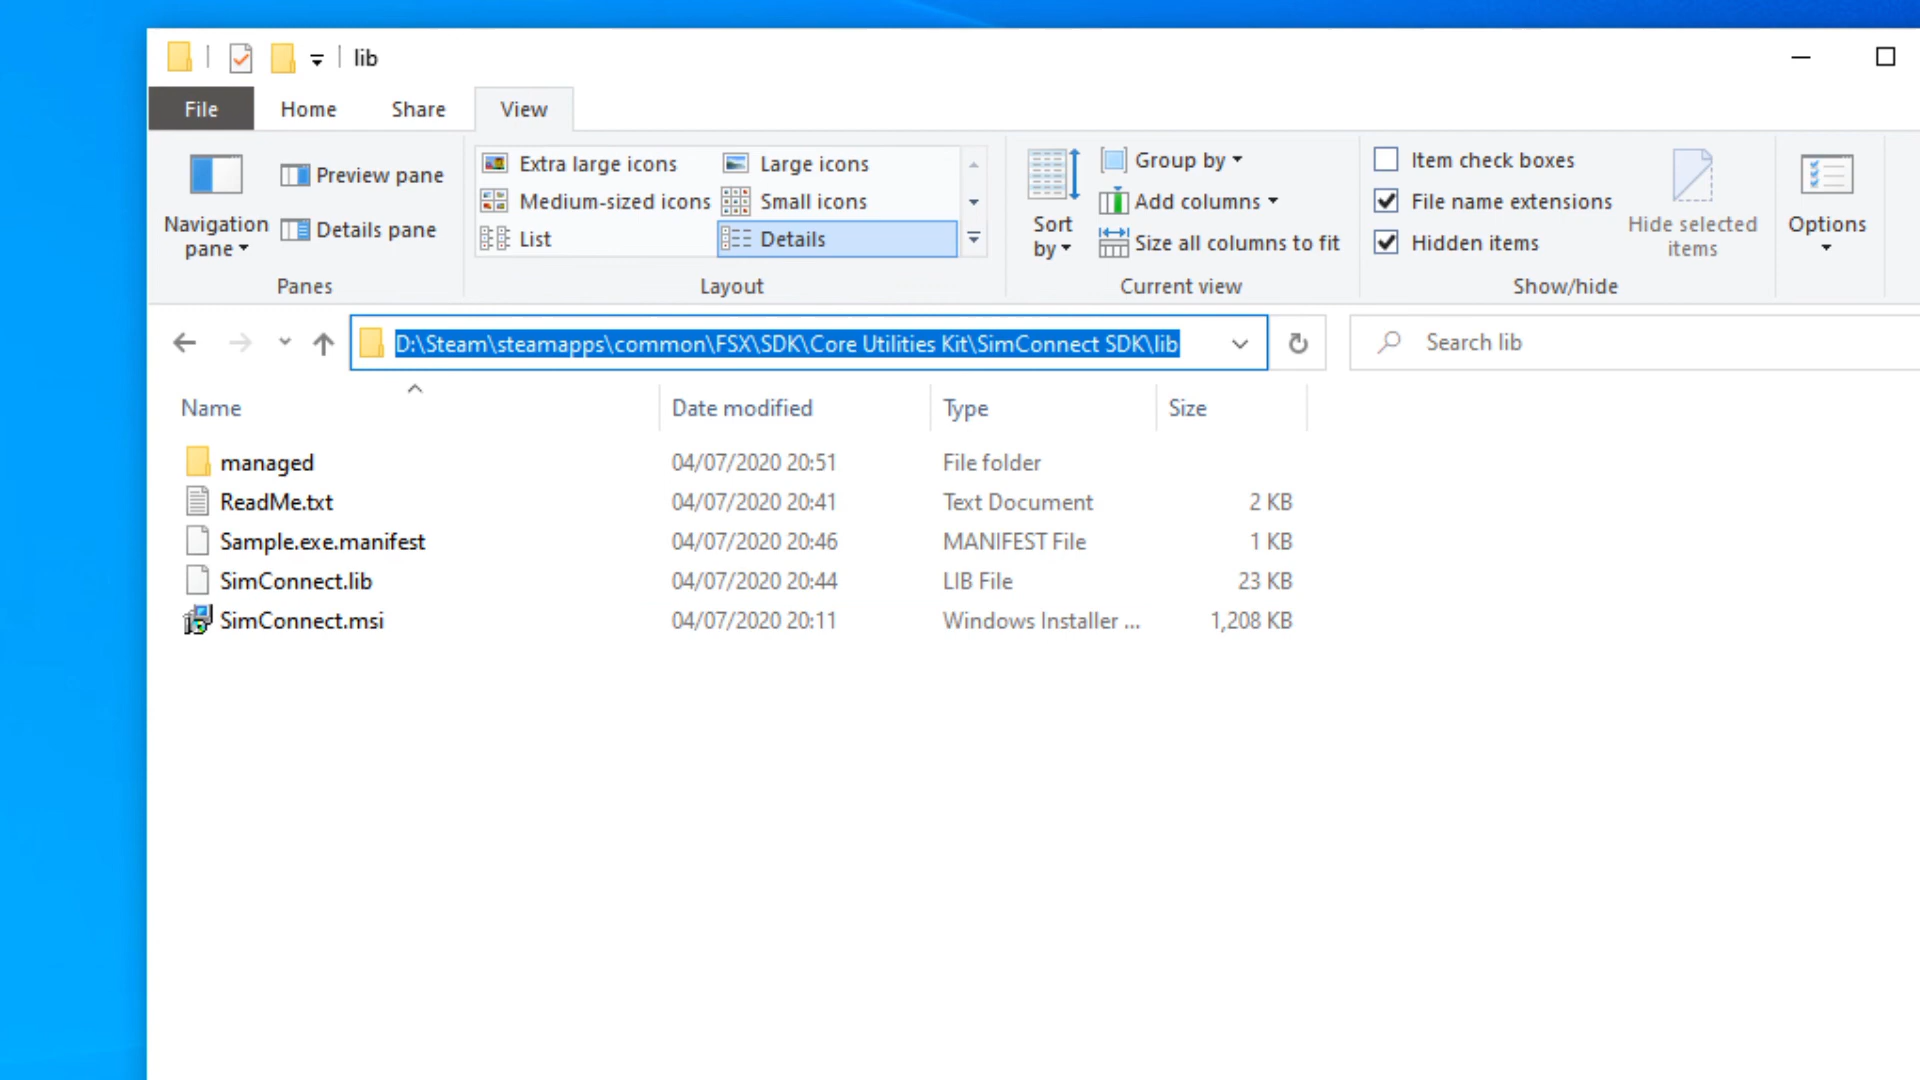 lib
File Home Share View
Navigation pane
Preview pane
Details pane
Panes
Extra large icons Large icons
Medium-sized icons Small icons
List Details
Layout
Sort by
Group by
Add columns
Size all columns to fit
Current view
Item check boxes
File name extensions
Hidden items
Hide selected items
Show/hide
Options
D:\Steam\steamapps\common\FSX\SDK\Core Utilities Kit\SimConnect SDK\lib
Search lib
Name Date modified Type Size
managed 04/07/2020 20:51 File folder
ReadMe.txt 04/07/2020 20:41 Text Document 2 KB
Sample.exe.manifest 04/07/2020 20:46 MANIFEST File 1 KB
SimConnect.lib 04/07/2020 20:44 LIB File 23 KB
SimConnect.msi 04/07/2020 20:11 Windows Installer ... 1,208 KB